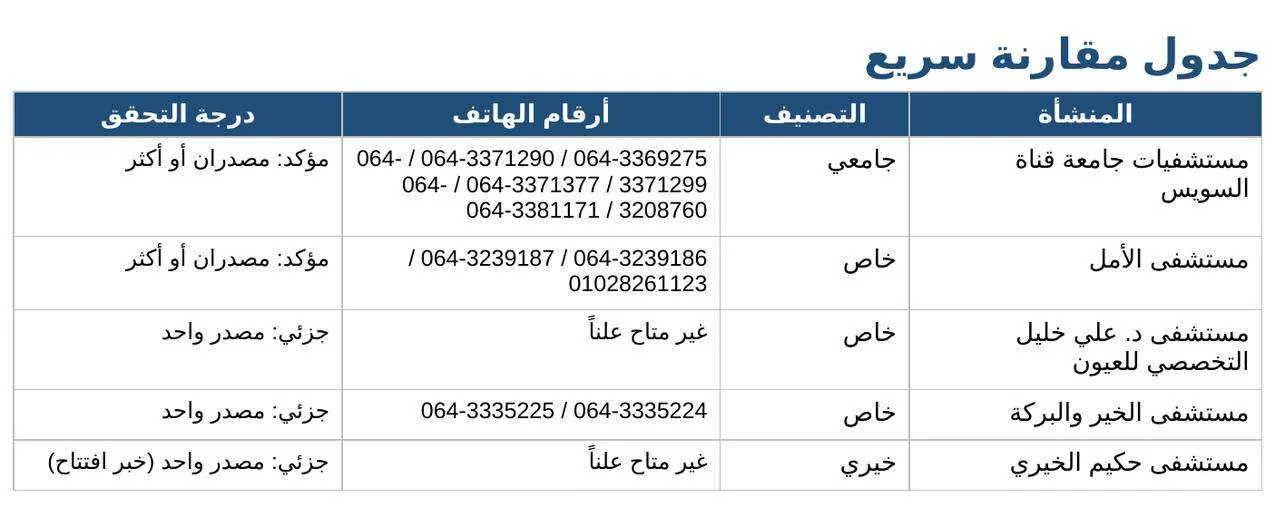 جدول مقارنة سريع
المنشأة التصنيف أرقام الهاتف درجة التحقق
مستشفيات جامعة قناة السويس جامعي 064-3369275 / 064-3371290 / 064-3371299 / 064-3371377 / 064-3208760 / 064-3381171 مؤكد: مصدران أو أكثر
مستشفى الأمل خاص 064-3239186 / 064-3239187 / 01028261123 مؤكد: مصدران أو أكثر
مستشفى د. علي خليل التخصصي للعيون خاص غير متاح علناً جزئي: مصدر واحد
مستشفى الخير والبركة خاص 064-3335224 / 064-3335225 جزئي: مصدر واحد
مستشفى حكيم الخيري خيري غير متاح علناً جزئي: مصدر واحد (خبر افتتاح)